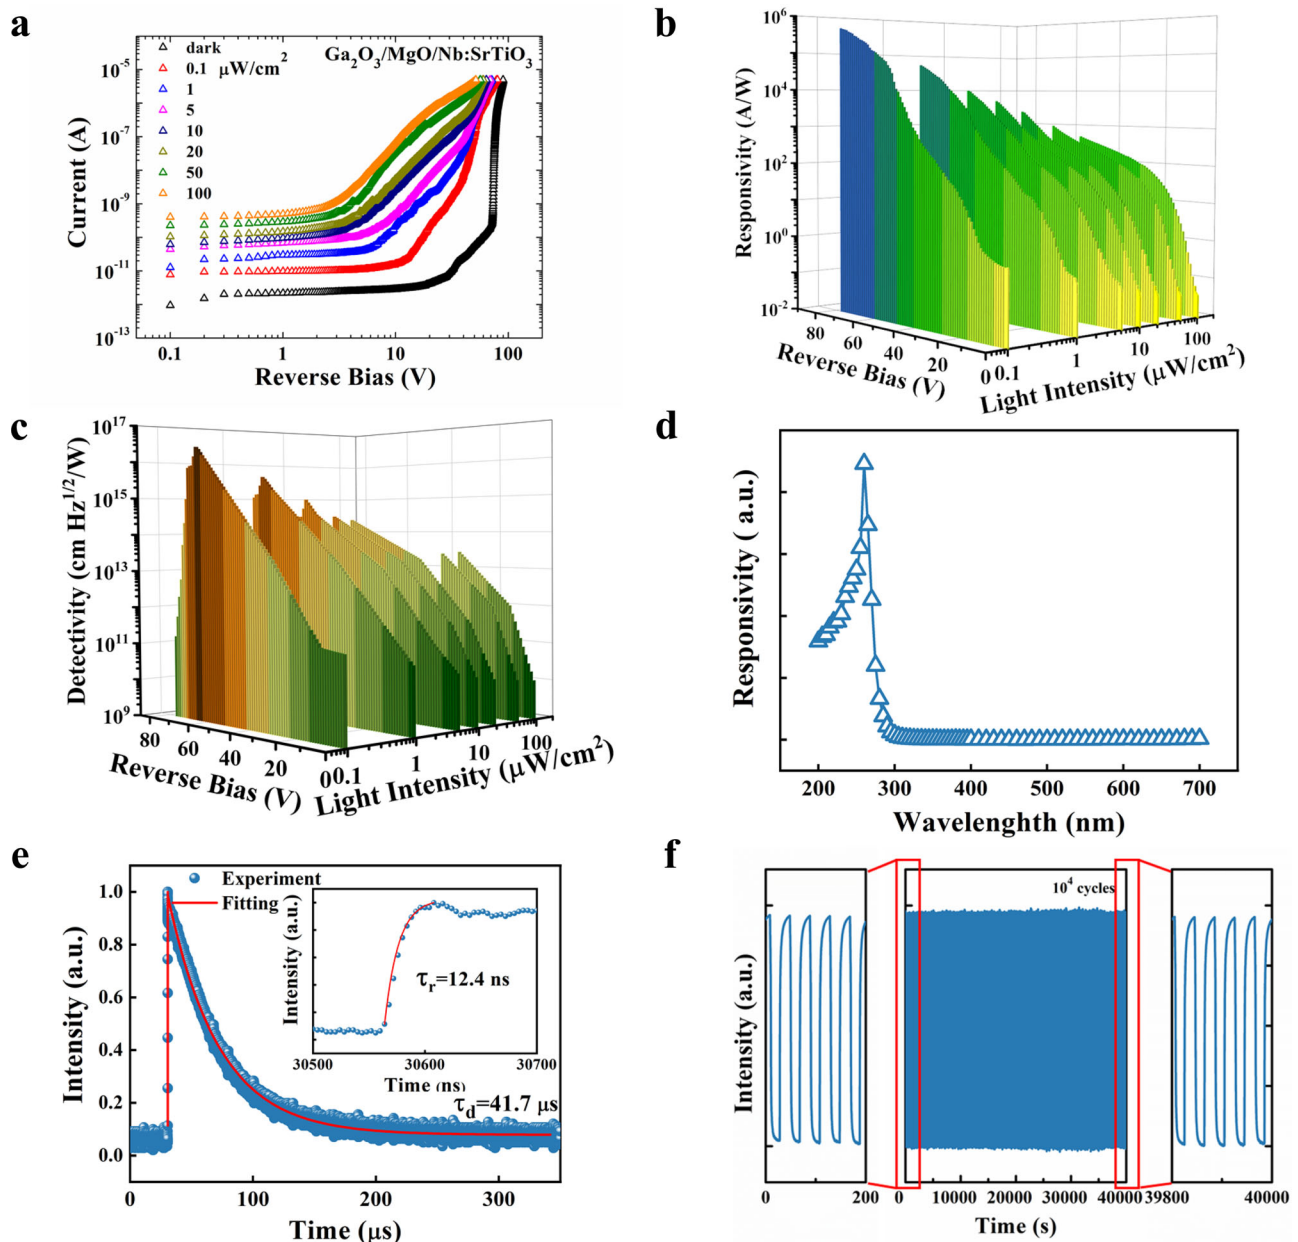 a
Ga₂O₃/MgO/Nb:SrTiO₃
dark
0.1 μW/cm²
1
5
10
20
50
100
Current (A)
10⁻⁵
10⁻⁷
10⁻⁹
10⁻¹¹
10⁻¹³
0.1 1 10 100
Reverse Bias (V)
b
Responsivity (A/W)
10⁶
10⁴
10²
10⁰
10⁻²
80 60 40 20 0
Reverse Bias (V)
0.1 1 10 100
Light Intensity (μW/cm²)
c
Detectivity (cm Hz¹/²/W)
10¹⁷
10¹⁵
10¹³
10¹¹
10⁹
80 60 40 20 0
Reverse Bias (V)
0.1 1 10 100
Light Intensity (μW/cm²)
d
Responsivity ( a.u.)
200 300 400 500 600 700
Wavelenghth (nm)
e
Experiment
Fitting
Intensity (a.u.)
1.0
0.8
0.6
0.4
0.2
0.0
0 100 200 300
Time (μs)
Intensity (a.u.)
τr=12.4 ns
30500 30600 30700
Time (ns)
τd=41.7 μs
f
10⁴ cycles
Intensity (a.u.)
0 200
0 10000 20000 30000 40000
39800 40000
Time (s)